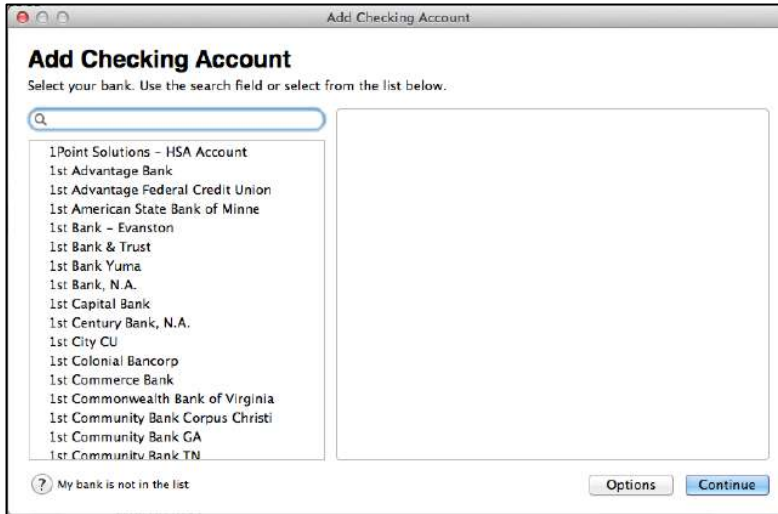 Add Checking Account
Add Checking Account
Select your bank. Use the search field or select from the list below.
1Point Solutions – HSA Account
1st Advantage Bank
1st Advantage Federal Credit Union
1st American State Bank of Minne
1st Bank – Evanston
1st Bank & Trust
1st Bank Yuma
1st Bank, N.A.
1st Capital Bank
1st Century Bank, N.A.
1st City CU
1st Colonial Bancorp
1st Commerce Bank
1st Commonwealth Bank of Virginia
1st Community Bank Corpus Christi
1st Community Bank GA
1st Community Bank TN
? My bank is not in the list
Options
Continue